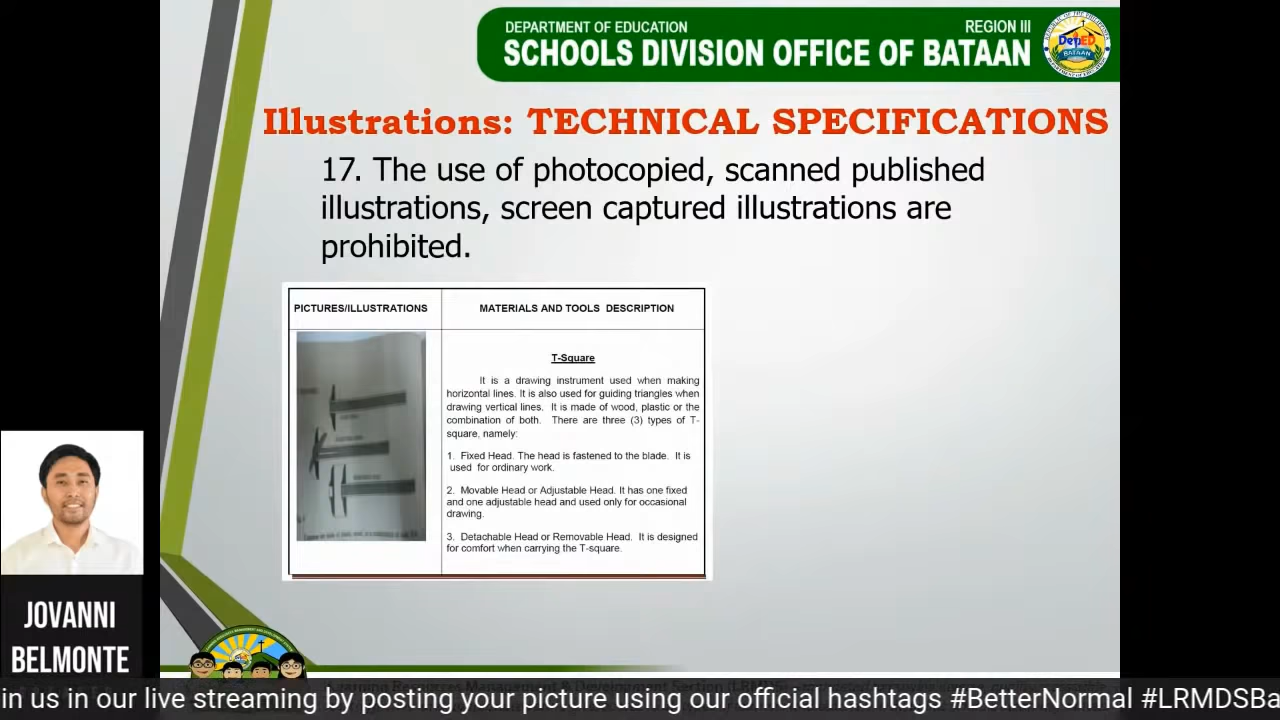 DEPARTMENT OF EDUCATION
REGION III
SCHOOLS DIVISION OFFICE OF BATAAN
DepED
BATAAN
Illustrations: TECHNICAL SPECIFICATIONS
17. The use of photocopied, scanned published
illustrations, screen captured illustrations are
prohibited.
PICTURES/ILLUSTRATIONS
MATERIALS AND TOOLS DESCRIPTION
T-Square
It is a drawing instrument used when making
horizontal lines. It is also used for guiding triangles when
drawing vertical lines. It is made of wood, plastic or the
combination of both. There are three (3) types of T-
square, namely:
1. Fixed Head. The head is fastened to the blade. It is
used for ordinary work.
2. Movable Head or Adjustable Head. It has one fixed
and one adjustable head and used only for occasional
drawing.
3. Detachable Head or Removable Head. It is designed
for comfort when carrying the T-square.
JOVANNI
BELMONTE
in us in our live streaming by posting your picture using our official hashtags #BetterNormal #LRMDSBa